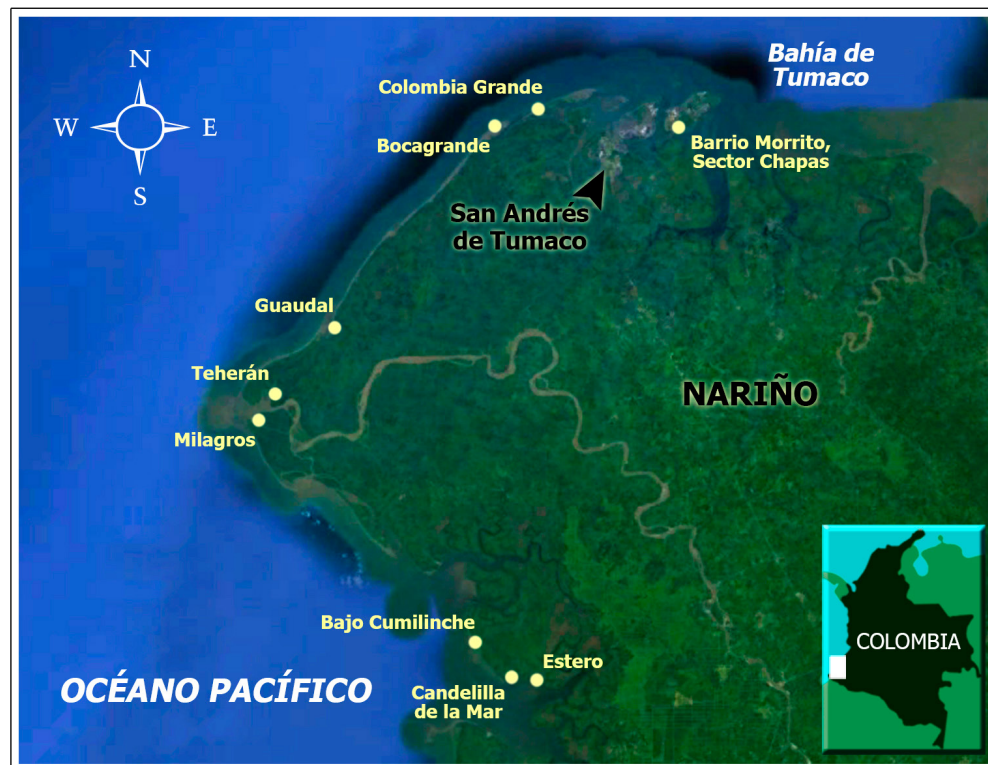 N
W
E
S
Bahía de
Tumaco
Colombia Grande
Bocagrande
Barrio Morrito,
Sector Chapas
San Andrés
de Tumaco
Guaudal
Teherán
NARIÑO
Milagros
Bajo Cumilinche
COLOMBIA
Estero
OCÉANO PACÍFICO
Candelilla
de la Mar